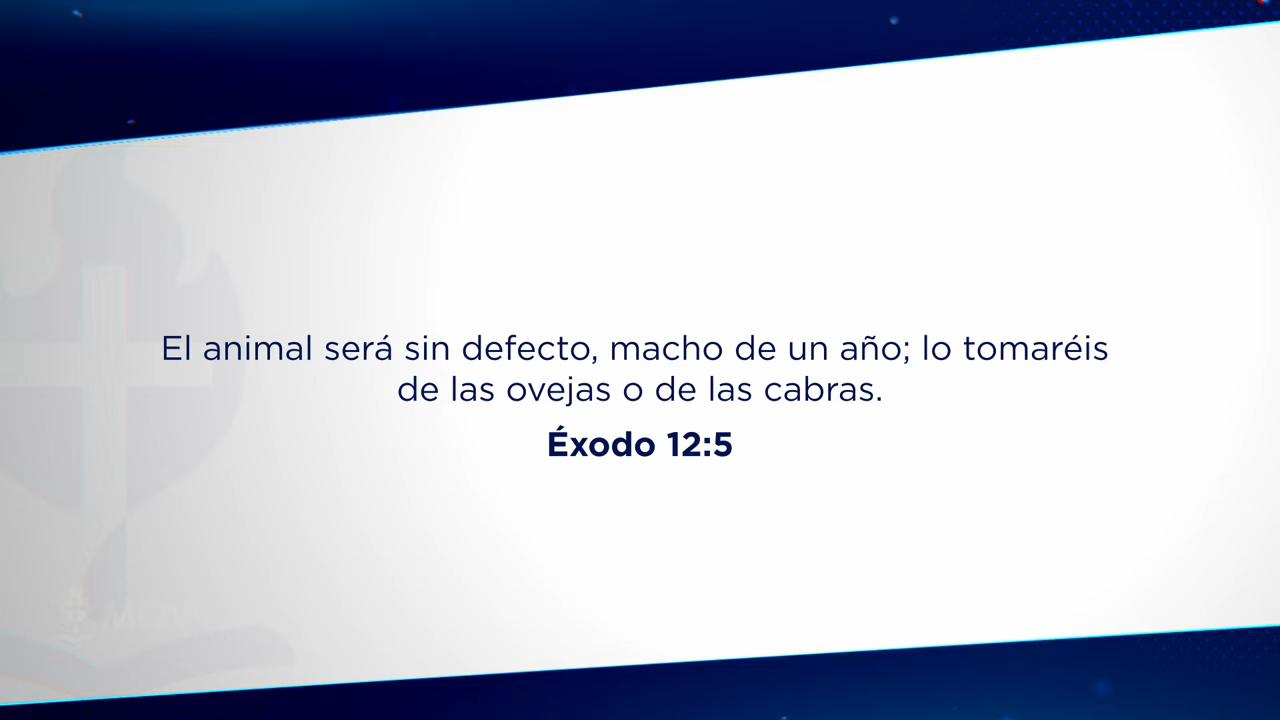 El animal será sin defecto, macho de un año; lo tomaréis
de las ovejas o de las cabras.
Éxodo 12:5